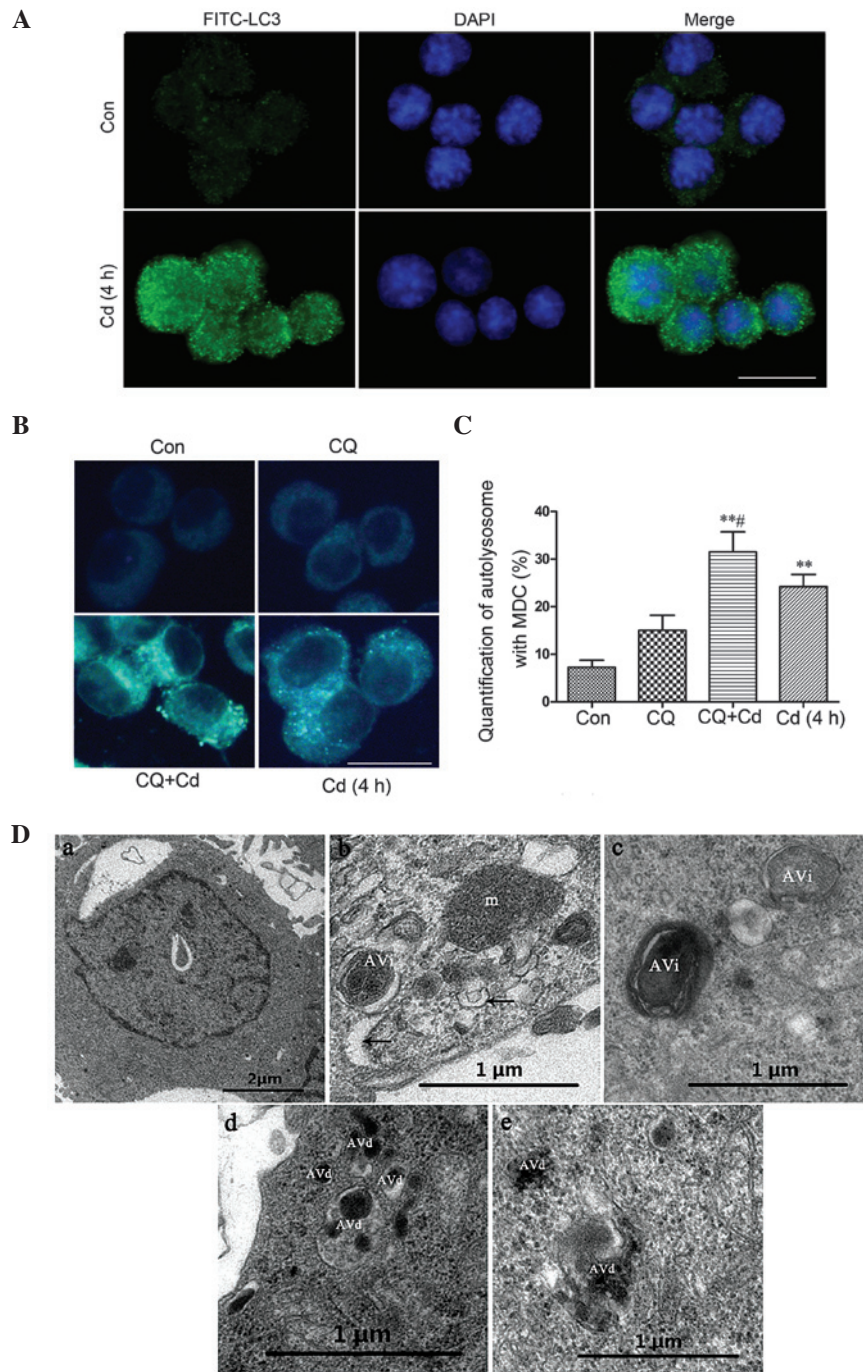 A
FITC-LC3 DAPI Merge
Con
Cd (4 h)
B
Con CQ
CQ+Cd Cd (4 h)
C
Quantification of autolysosome
with MDC (%)
40
30
20
10
0
**#
**
Con CQ CQ+Cd Cd (4 h)
D
a
2μm
b
m
AVi
1 μm
c
AVi
AVi
1 μm
d
AVd
AVd
AVd
AVd
1 μm
e
AVd
AVd
1 μm